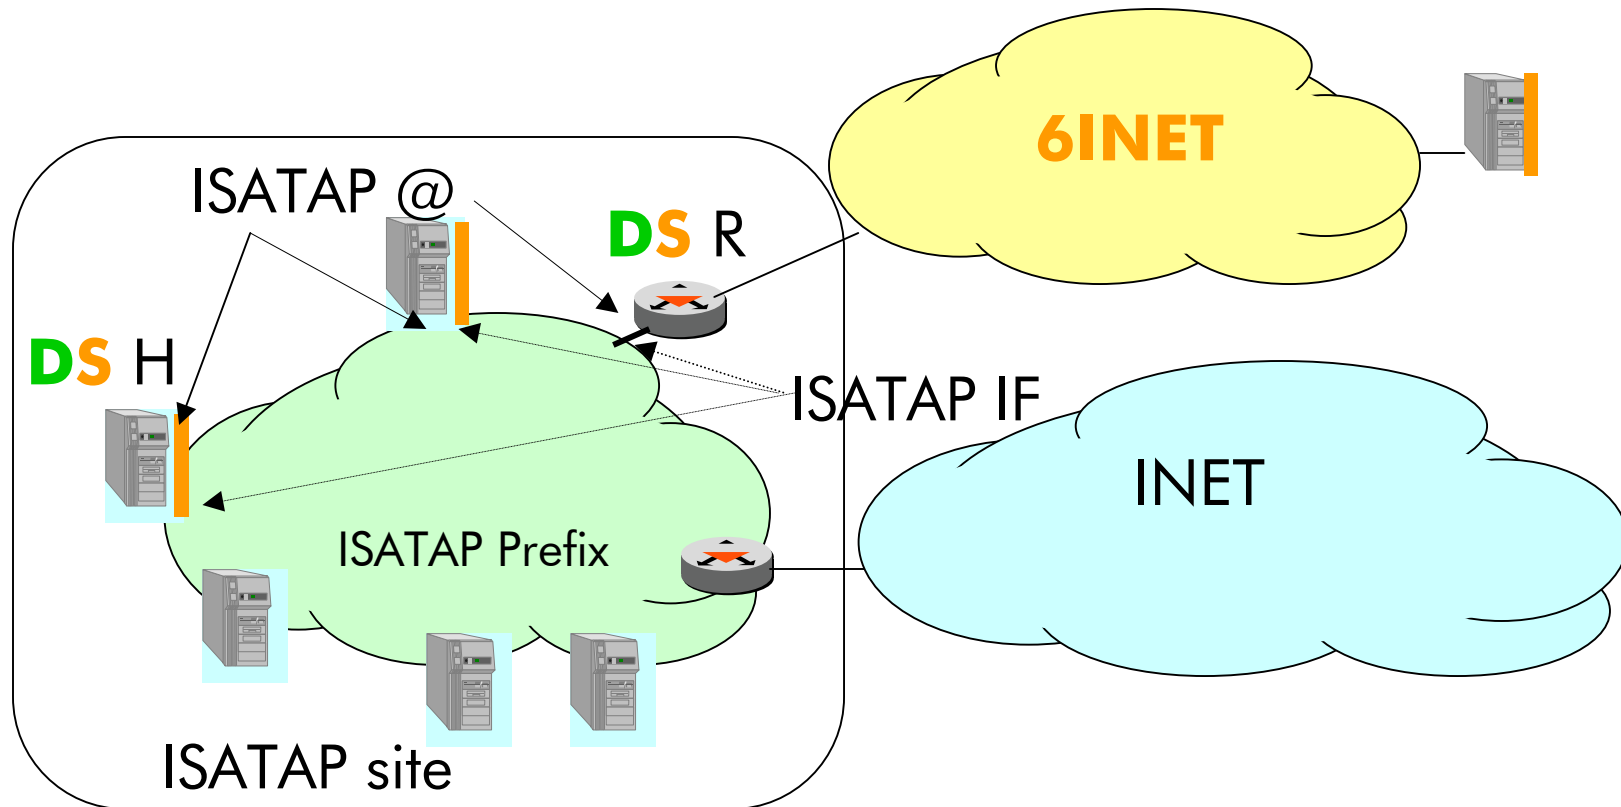 6INET
ISATAP @
DS R
DS H
ISATAP IF
INET
ISATAP Prefix
ISATAP site